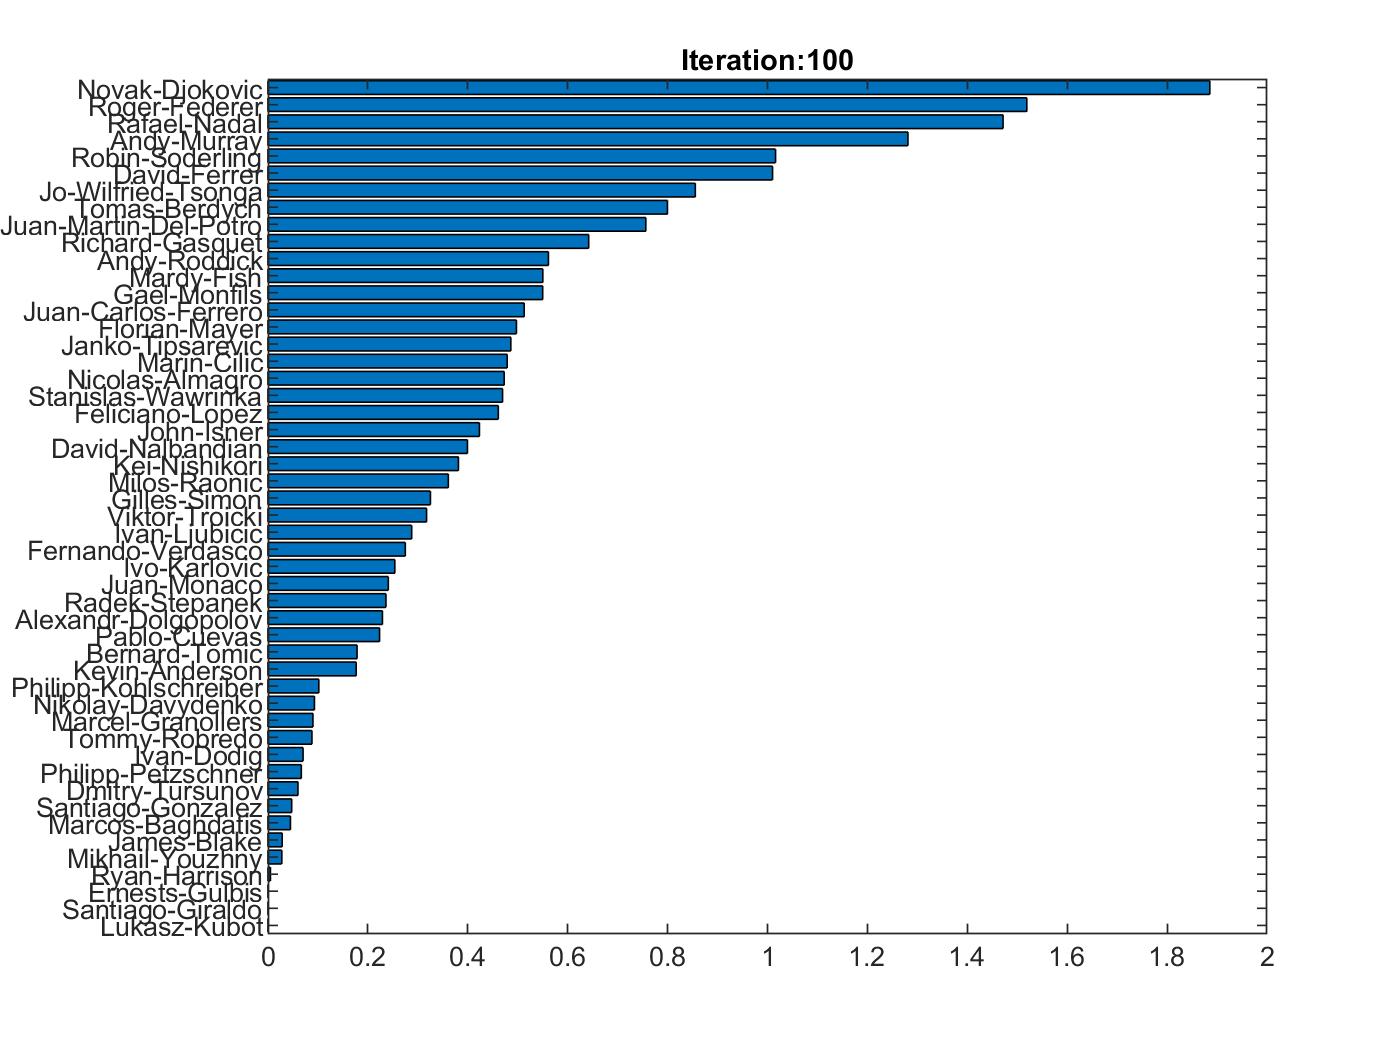 Iteration:100
Novak-Djokovic
Roger-Federer
Rafael-Nadal
Andy-Murray
Robin-Soderling
David-Ferrer
Jo-Wilfried-Tsonga
Tomas-Berdych
Juan-Martin-Del-Potro
Richard-Gasquet
Andy-Roddick
Mardy-Fish
Gael-Monfils
Juan-Carlos-Ferrero
Florian-Mayer
Janko-Tipsarevic
Marin-Cilic
Nicolas-Almagro
Stanislas-Wawrinka
Feliciano-Lopez
John-Isner
David-Nalbandian
Kei-Nishikori
Milos-Raonic
Gilles-Simon
Viktor-Troicki
Ivan-Ljubicic
Fernando-Verdasco
Ivo-Karlovic
Juan-Monaco
Radek-Stepanek
Alexandr-Dolgopolov
Pablo-Cuevas
Bernard-Tomic
Kevin-Anderson
Philipp-Kohlschreiber
Nikolay-Davydenko
Marcel-Granollers
Tommy-Robredo
Ivan-Dodig
Philipp-Petzschner
Dmitry-Tursunov
Santiago-Gonzalez
Marcos-Baghdatis
James-Blake
Mikhail-Youzhny
Ryan-Harrison
Ernests-Gulbis
Santiago-Giraldo
Lukasz-Kubot
0 0.2 0.4 0.6 0.8 1 1.2 1.4 1.6 1.8 2